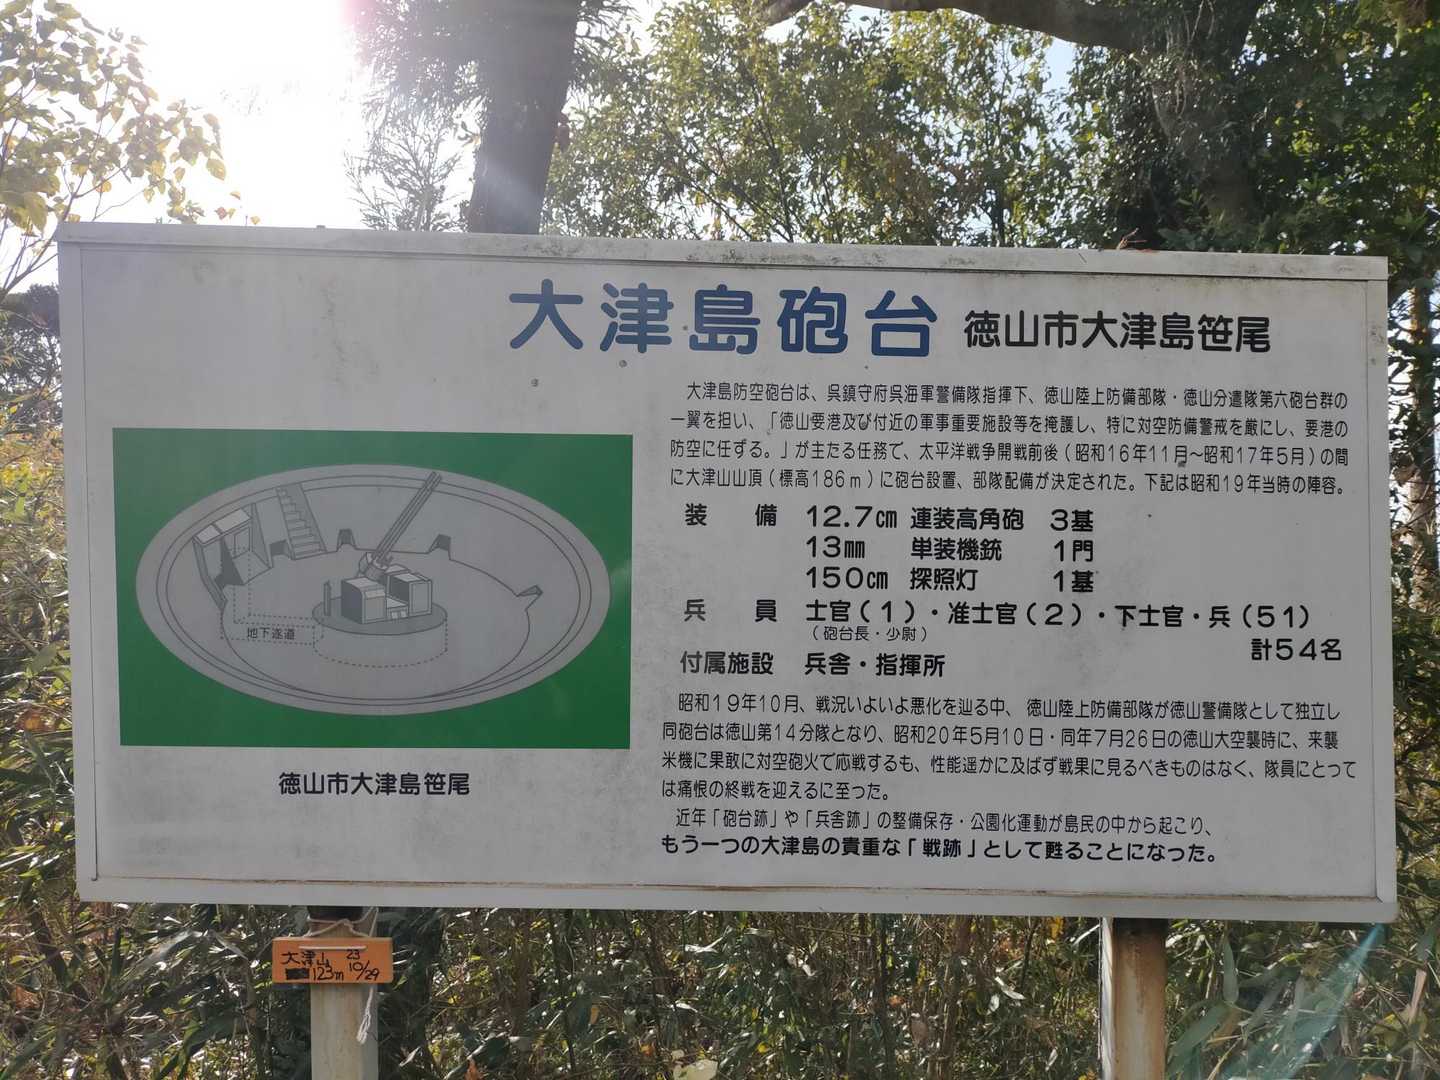 大津島砲台 徳山市大津島笹尾
大津島防空砲台は、呉鎮守府呉海軍警備隊指揮下、徳山陸上防備部隊・徳山分遣隊第六砲台群の
一翼を担い、「徳山要港及び付近の軍事重要施設等を掩護し、特に対空防備警戒を厳にし、要港の
防空に任ずる。」が主たる任務で、太平洋戦争開戦前後(昭和16年11月〜昭和17年5月)の間
に大津山山頂(標高186m)に砲台設置、部隊配備が決定された。下記は昭和19年当時の陣容。
装 備 12.7cm 連装高角砲 3基
13mm 単装機銃 1門
150cm 探照灯 1基
兵 員 士官(1)・准士官(2)・下士官・兵(51)
(砲台長・少尉)
計54名
付属施設 兵舎・指揮所
昭和19年10月、戦況いよいよ悪化を辿る中、徳山陸上防備部隊が徳山警備隊として独立し
同砲台は徳山第14分隊となり、昭和20年5月10日・同年7月26日の徳山大空襲時に、来襲
米機に果敢に対空砲火で応戦するも、性能遥かに及ばず戦果に見るべきものはなく、隊員にとって
は痛恨の終戦を迎えるに至った。
近年「砲台跡」や「兵舎跡」の整備保存・公園化運動が島民の中から起こり、
もう一つの大津島の貴重な「戦跡」として甦ることになった。
地下遂道
徳山市大津島笹尾
大津山 23
123m 10/29